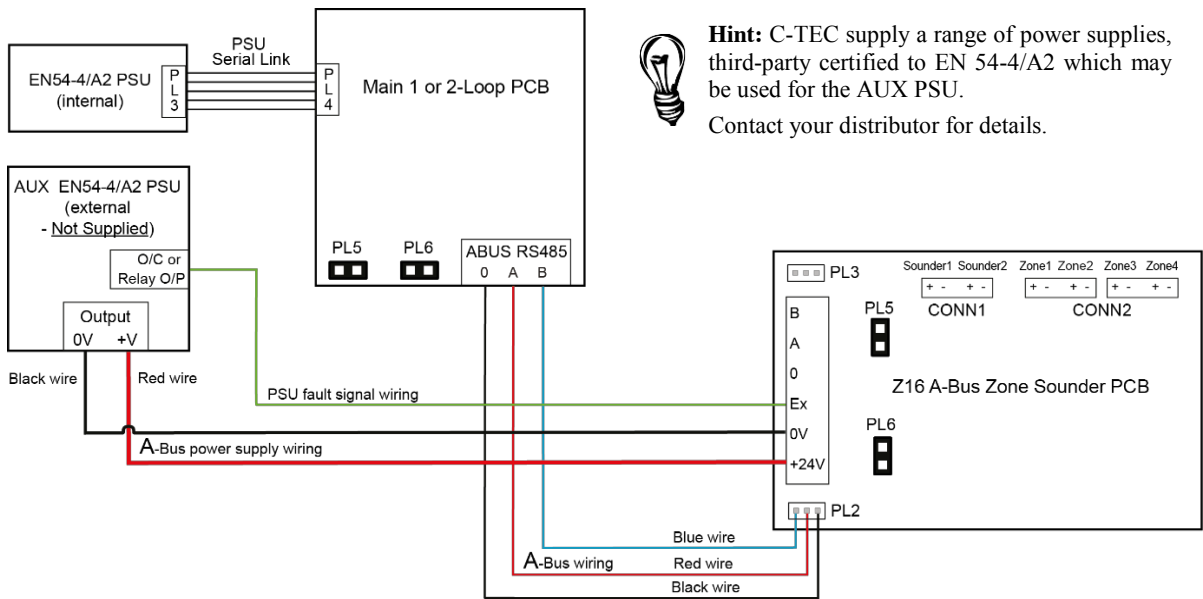 PSU
Serial Link
EN54-4/A2 PSU
(internal)
P
L
3
P
L
4
Main 1 or 2-Loop PCB
Hint: C-TEC supply a range of power supplies,
third-party certified to EN 54-4/A2 which may
be used for the AUX PSU.
Contact your distributor for details.
AUX EN54-4/A2 PSU
(external
- Not Supplied)
O/C or
Relay O/P
Output
0V +V
PL5 PL6
ABUS RS485
0 A B
Black wire
Red wire
PSU fault signal wiring
A-Bus power supply wiring
PL3
Sounder1 Sounder2 Zone1 Zone2 Zone3 Zone4
+ - + - + - + - + - + -
CONN1 CONN2
B
A
0
Ex
0V
+24V
PL5
Z16 A-Bus Zone Sounder PCB
PL6
PL2
Blue wire
A-Bus wiring
Red wire
Black wire